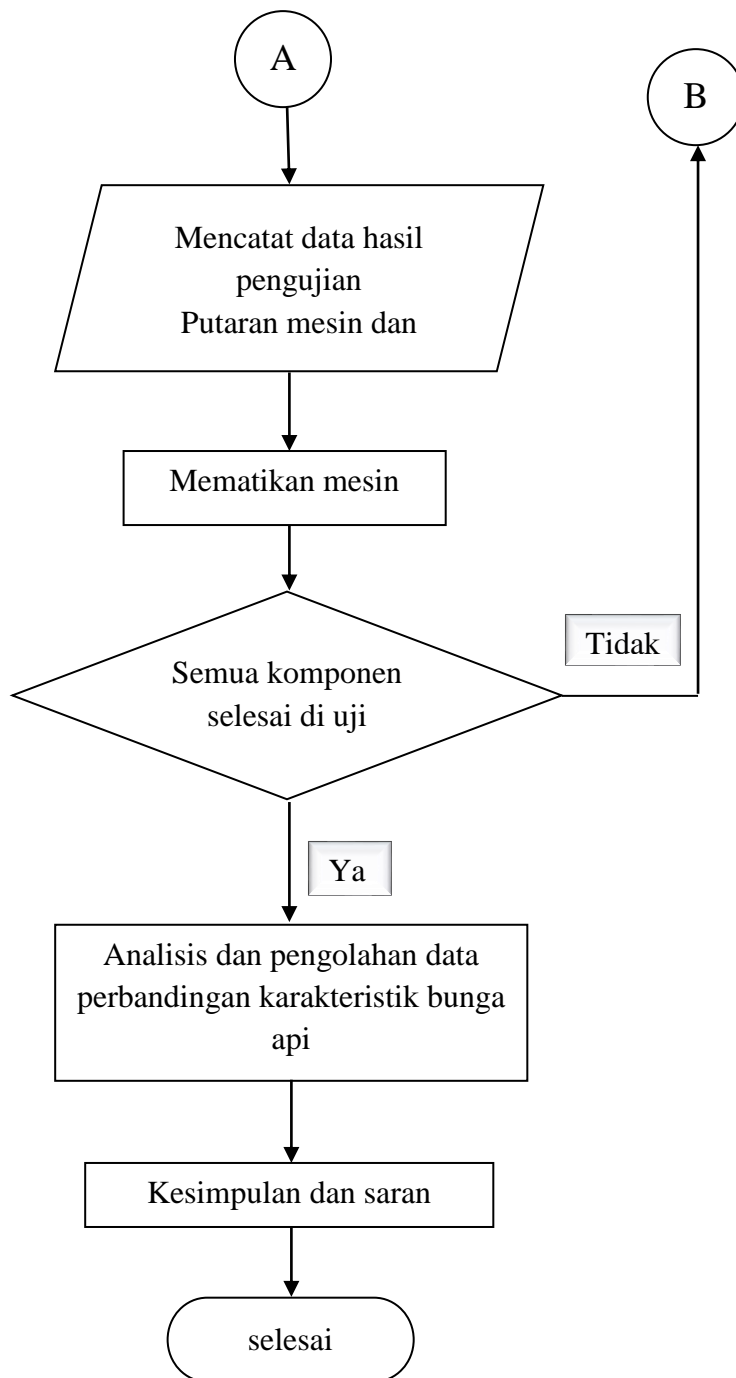 A
B
Mencatat data hasil
pengujian
Putaran mesin dan
Mematikan mesin
Semua komponen
selesai di uji
Tidak
Ya
Analisis dan pengolahan data
perbandingan karakteristik bunga
api
Kesimpulan dan saran
selesai